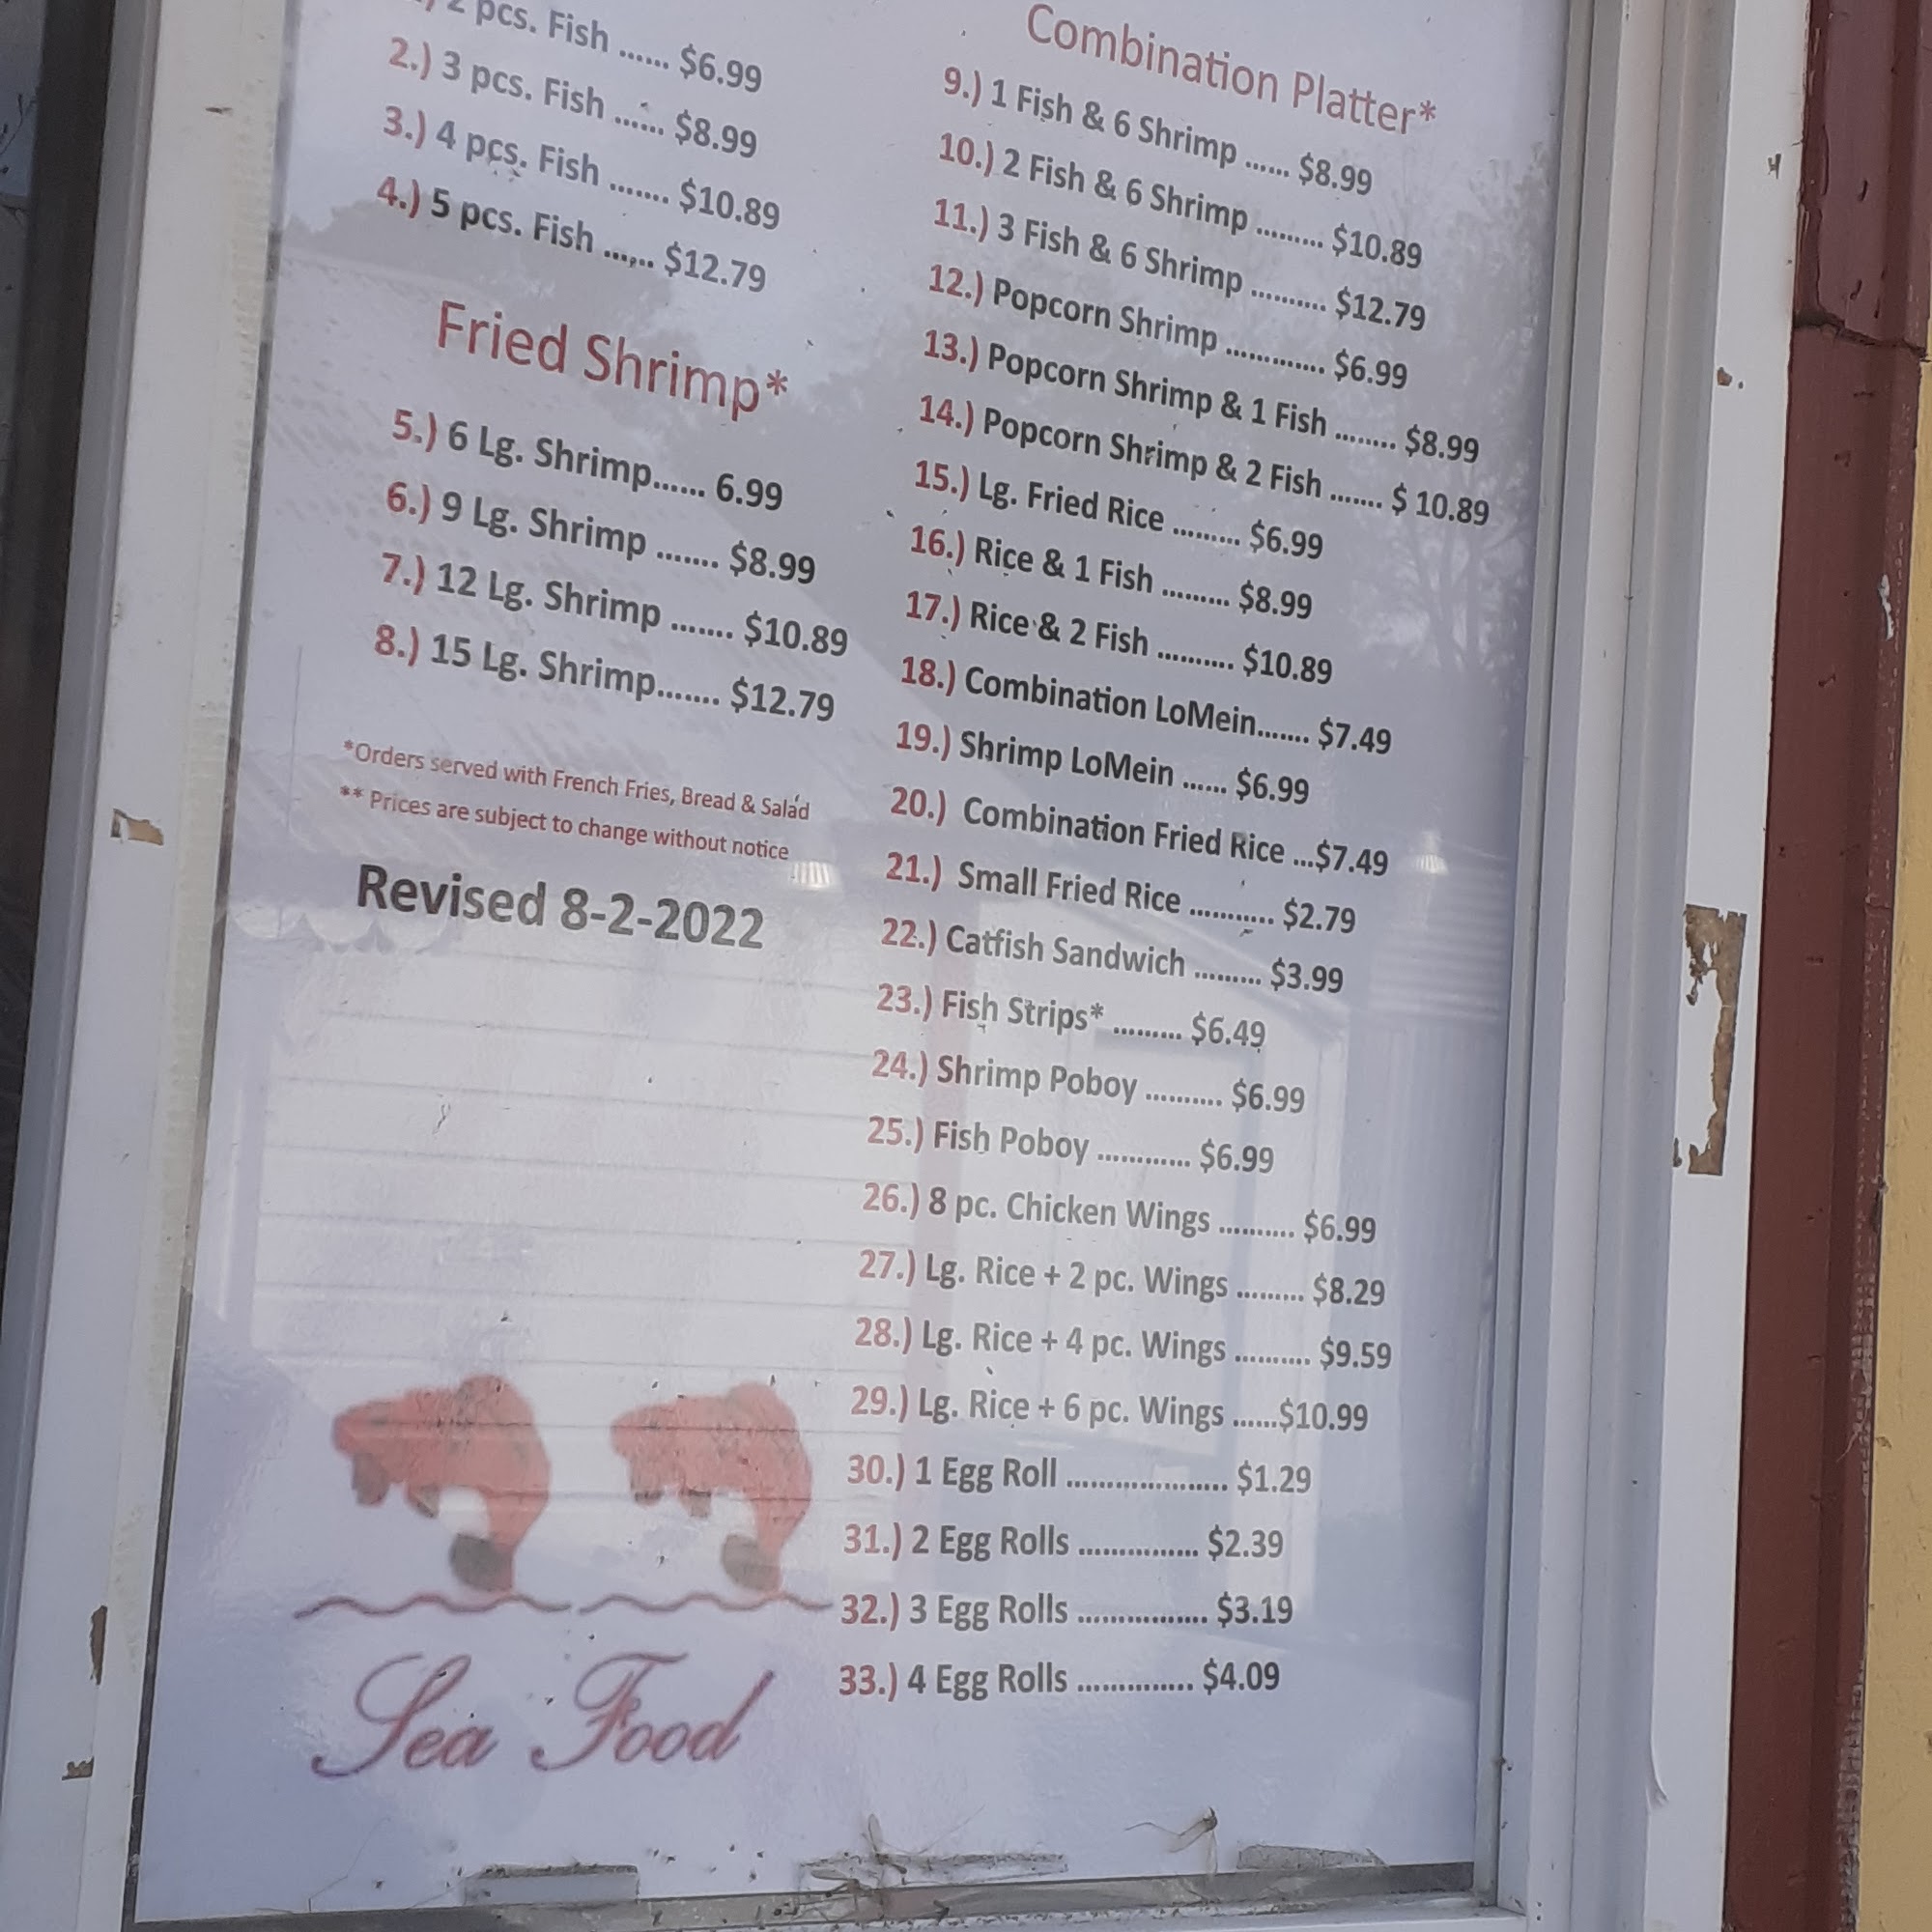 2 pcs. Fish ...... $6.99
2.) 3 pcs. Fish ...... $8.99
3.) 4 pcs. Fish ....... $10.89
4.) 5 pcs. Fish ...,.. $12.79
Fried Shrimp*
5.) 6 Lg. Shrimp...... 6.99
6.) 9 Lg. Shrimp ....... $8.99
7.) 12 Lg. Shrimp ....... $10.89
8.) 15 Lg. Shrimp....... $12.79
*Orders served with French Fries, Bread & Salad
** Prices are subject to change without notice
Revised 8-2-2022
Sea Food
Combination Platter*
9.) 1 Fish & 6 Shrimp ...... $8.99
10.) 2 Fish & 6 Shrimp ......... $10.89
11.) 3 Fish & 6 Shrimp .......... $12.79
12.) Popcorn Shrimp ............. $6.99
13.) Popcorn Shrimp & 1 Fish ........ $8.99
14.) Popcorn Shrimp & 2 Fish ....... $ 10.89
15.) Lg. Fried Rice ......... $6.99
16.) Rice & 1 Fish ......... $8.99
17.) Rice & 2 Fish .......... $10.89
18.) Combination LoMein....... $7.49
19.) Shrimp LoMein ...... $6.99
20.) Combination Fried Rice ...$7.49
21.) Small Fried Rice ........... $2.79
22.) Catfish Sandwich ......... $3.99
23.) Fish Strips* ......... $6.49
24.) Shrimp Poboy .......... $6.99
25.) Fish Poboy ............ $6.99
26.) 8 pc. Chicken Wings .......... $6.99
27.) Lg. Rice + 2 pc. Wings ......... $8.29
28.) Lg. Rice + 4 pc. Wings .......... $9.59
29.) Lg. Rice + 6 pc. Wings ......$10.99
30.) 1 Egg Roll ..................... $1.29
31.) 2 Egg Rolls ............... $2.39
32.) 3 Egg Rolls ................. $3.19
33.) 4 Egg Rolls ............... $4.09